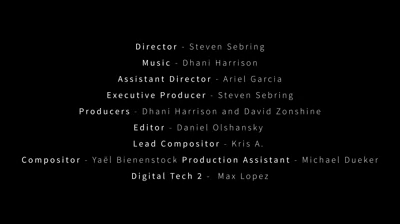 Director - Steven Sebring
Music - Dhani Harrison
Assistant Director - Ariel Garcia
Executive Producer - Steven Sebring
Producers - Dhani Harrison and David Zonshine
Editor - Daniel Olshansky
Lead Compositor - Kris A.
Compositor - Yaêl Bienenstock Production Assistant - Michael Dueker
Digital Tech 2 - Max Lopez